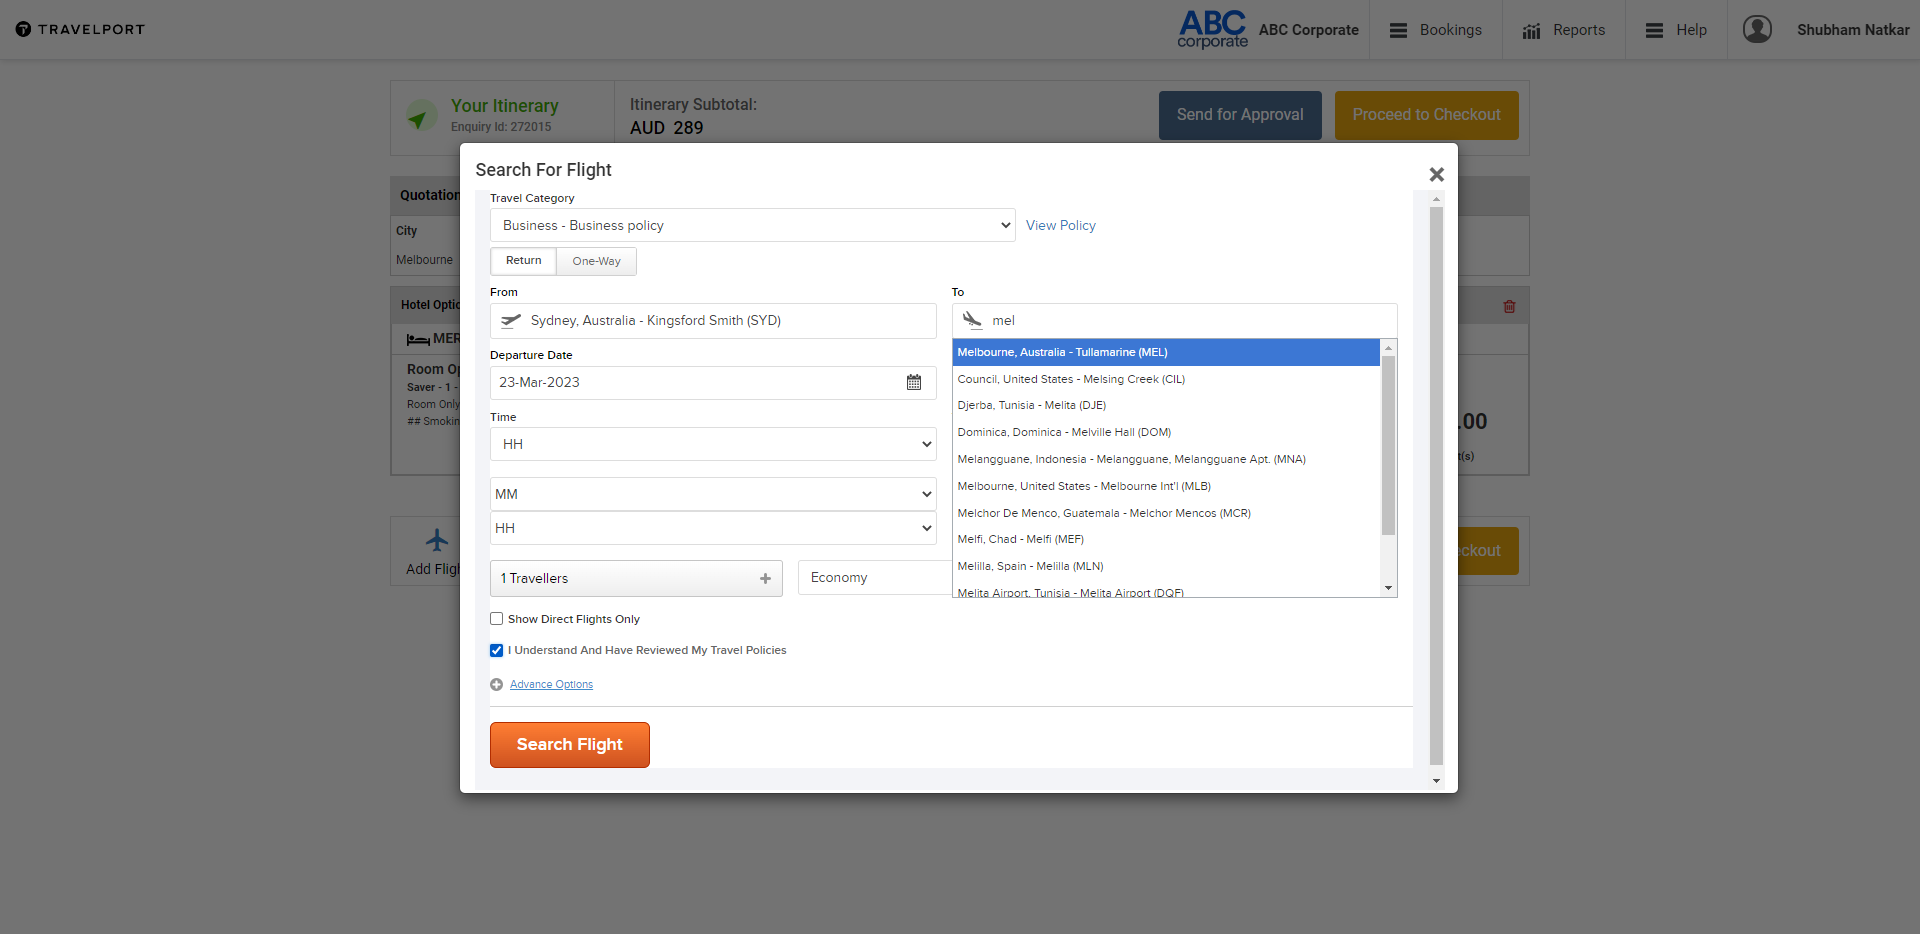 TRAVELPORT
ABC
corporate
ABC Corporate
Bookings
Reports
Help
Shubham Natkar
Your Itinerary
Enquiry Id: 272015
Itinerary Subtotal:
AUD 289
Send for Approval
Proceed to Checkout
Search For Flight
Quotation
City
Melbourne
Travel Category
Business - Business policy
View Policy
Return
One-Way
From
To
Sydney, Australia - Kingsford Smith (SYD)
mel
Hotel
MER
Departure Date
23-Mar-2023
Time
HH
MM
HH
Melbourne, Australia - Tullamarine (MEL)
Council, United States - Melsing Creek (CIL)
Djerba, Tunisia - Melita (DJE)
Dominica, Dominica - Melville Hall (DOM)
Melangguane, Indonesia - Melangguane, Melangguane Apt. (MNA)
Melbourne, United States - Melbourne Int'l (MLB)
Melchor De Menco, Guatemala - Melchor Mencos (MCR)
Melfi, Chad - Melfi (MEF)
Melilla, Spain - Melilla (MLN)
Melita Airport, Tunisia - Melita Airport (DQF)
Room
Saver - 1 -
Room Only
##
.00
t(s)
1 Travellers
Economy
Show Direct Flights Only
I Understand And Have Reviewed My Travel Policies
Advance Options
Search Flight
Add